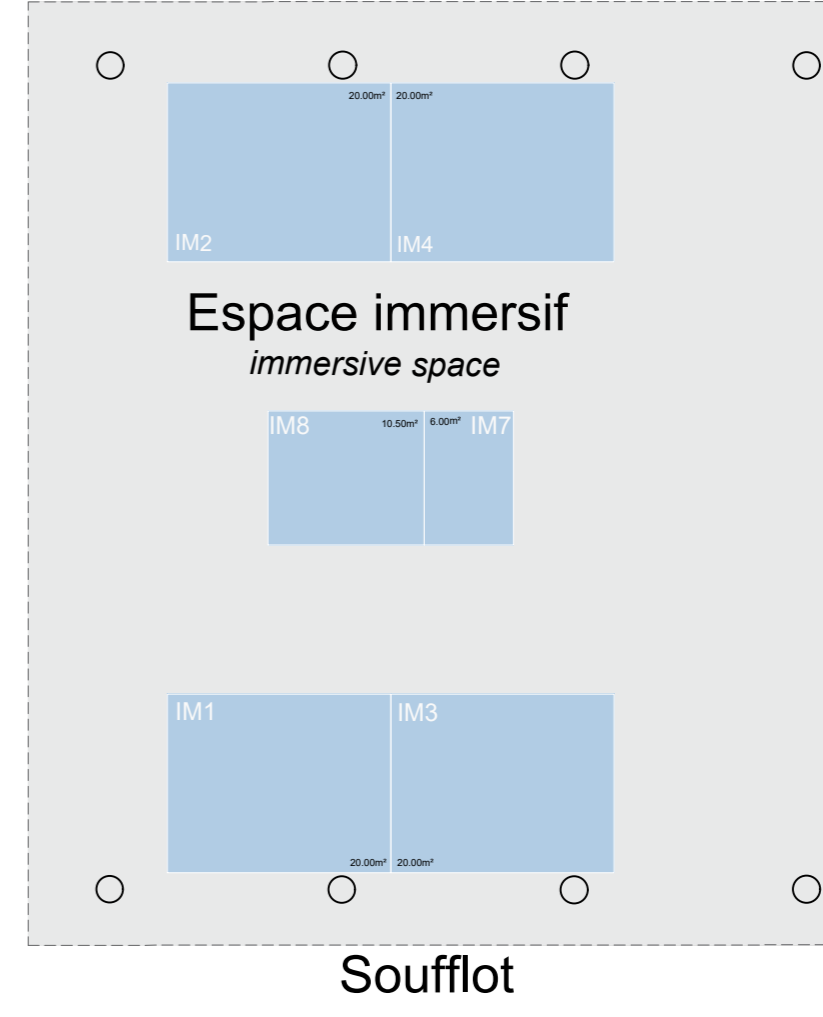 20.00m² 20.00m²
IM2 IM4
Espace immersif
immersive space
IM8 10.50m² 6.00m² IM7
IM1 IM3
20.00m² 20.00m²
Soufflot